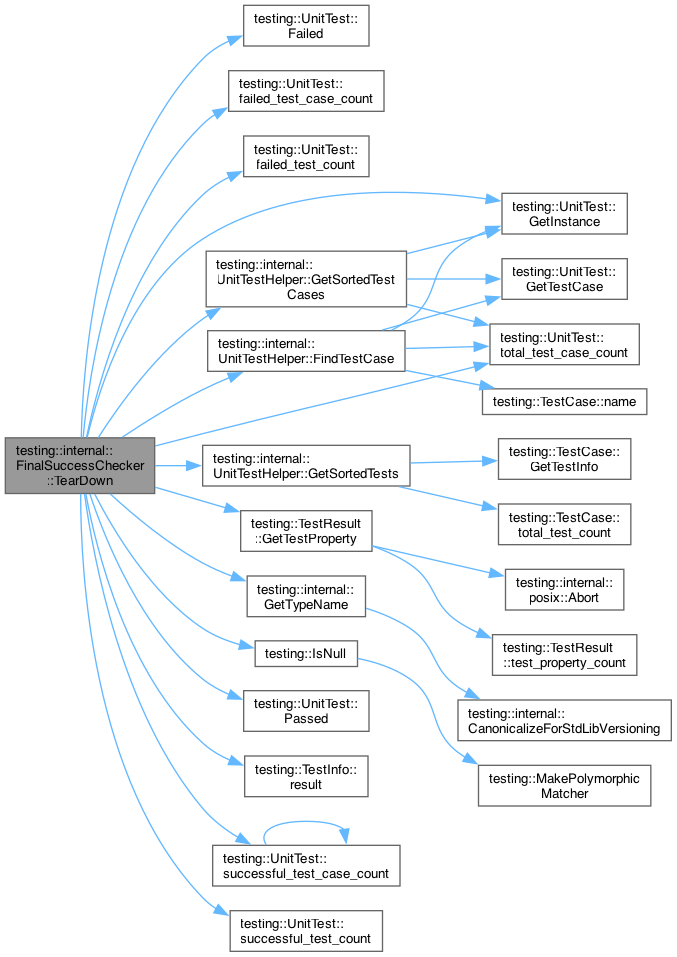 testing::UnitTest::
Failed
testing::UnitTest::
failed_test_case_count
testing::UnitTest::
failed_test_count
testing::UnitTest::
GetInstance
testing::internal::
UnitTestHelper::GetSortedTest
Cases
testing::UnitTest::
GetTestCase
testing::UnitTest::
total_test_case_count
testing::internal::
UnitTestHelper::FindTestCase
testing::TestCase::name
testing::internal::
FinalSuccessChecker
::TearDown
testing::internal::
UnitTestHelper::GetSortedTests
testing::TestCase::
GetTestInfo
testing::TestCase::
total_test_count
testing::TestResult
::GetTestProperty
testing::internal::
posix::Abort
testing::internal::
GetTypeName
testing::TestResult
::test_property_count
testing::IsNull
testing::UnitTest::
Passed
testing::internal::
CanonicalizeForStdLibVersioning
testing::TestInfo::
result
testing::MakePolymorphic
Matcher
testing::UnitTest::
successful_test_case_count
testing::UnitTest::
successful_test_count